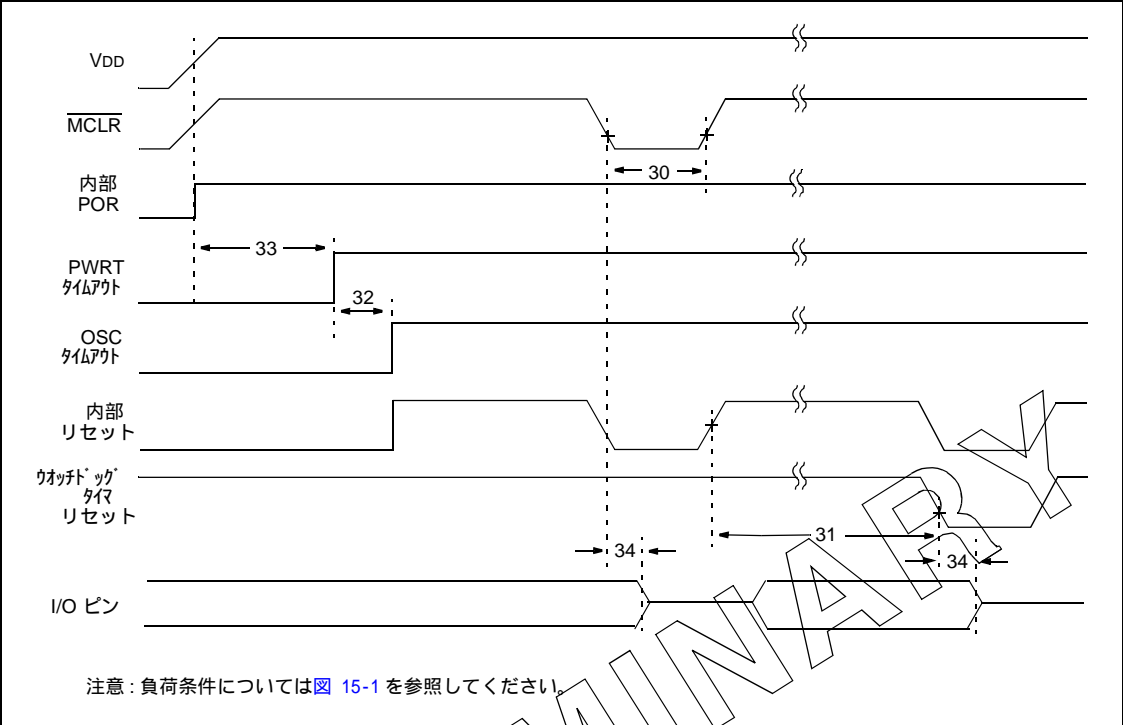 VDD
MCLR
内部
POR
30
33
PWRT
ﾀｲﾑｱｳﾄ
32
OSC
ﾀｲﾑｱｳﾄ
内部
リセット
ｳｵｯﾁﾄﾞｯｸﾞ
ﾀｲﾏ
リセット
31
34
34
I/O ピン
注意 : 負荷条件については図 15-1 を参照してください。
MINARY